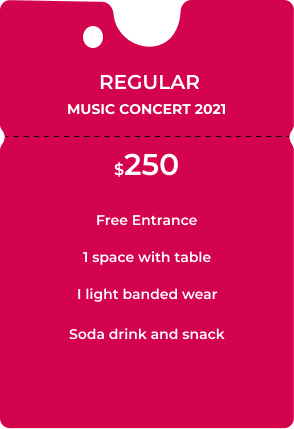 REGULAR
MUSIC CONCERT 2021
$250
Free Entrance
1 space with table
I light banded wear
Soda drink and snack